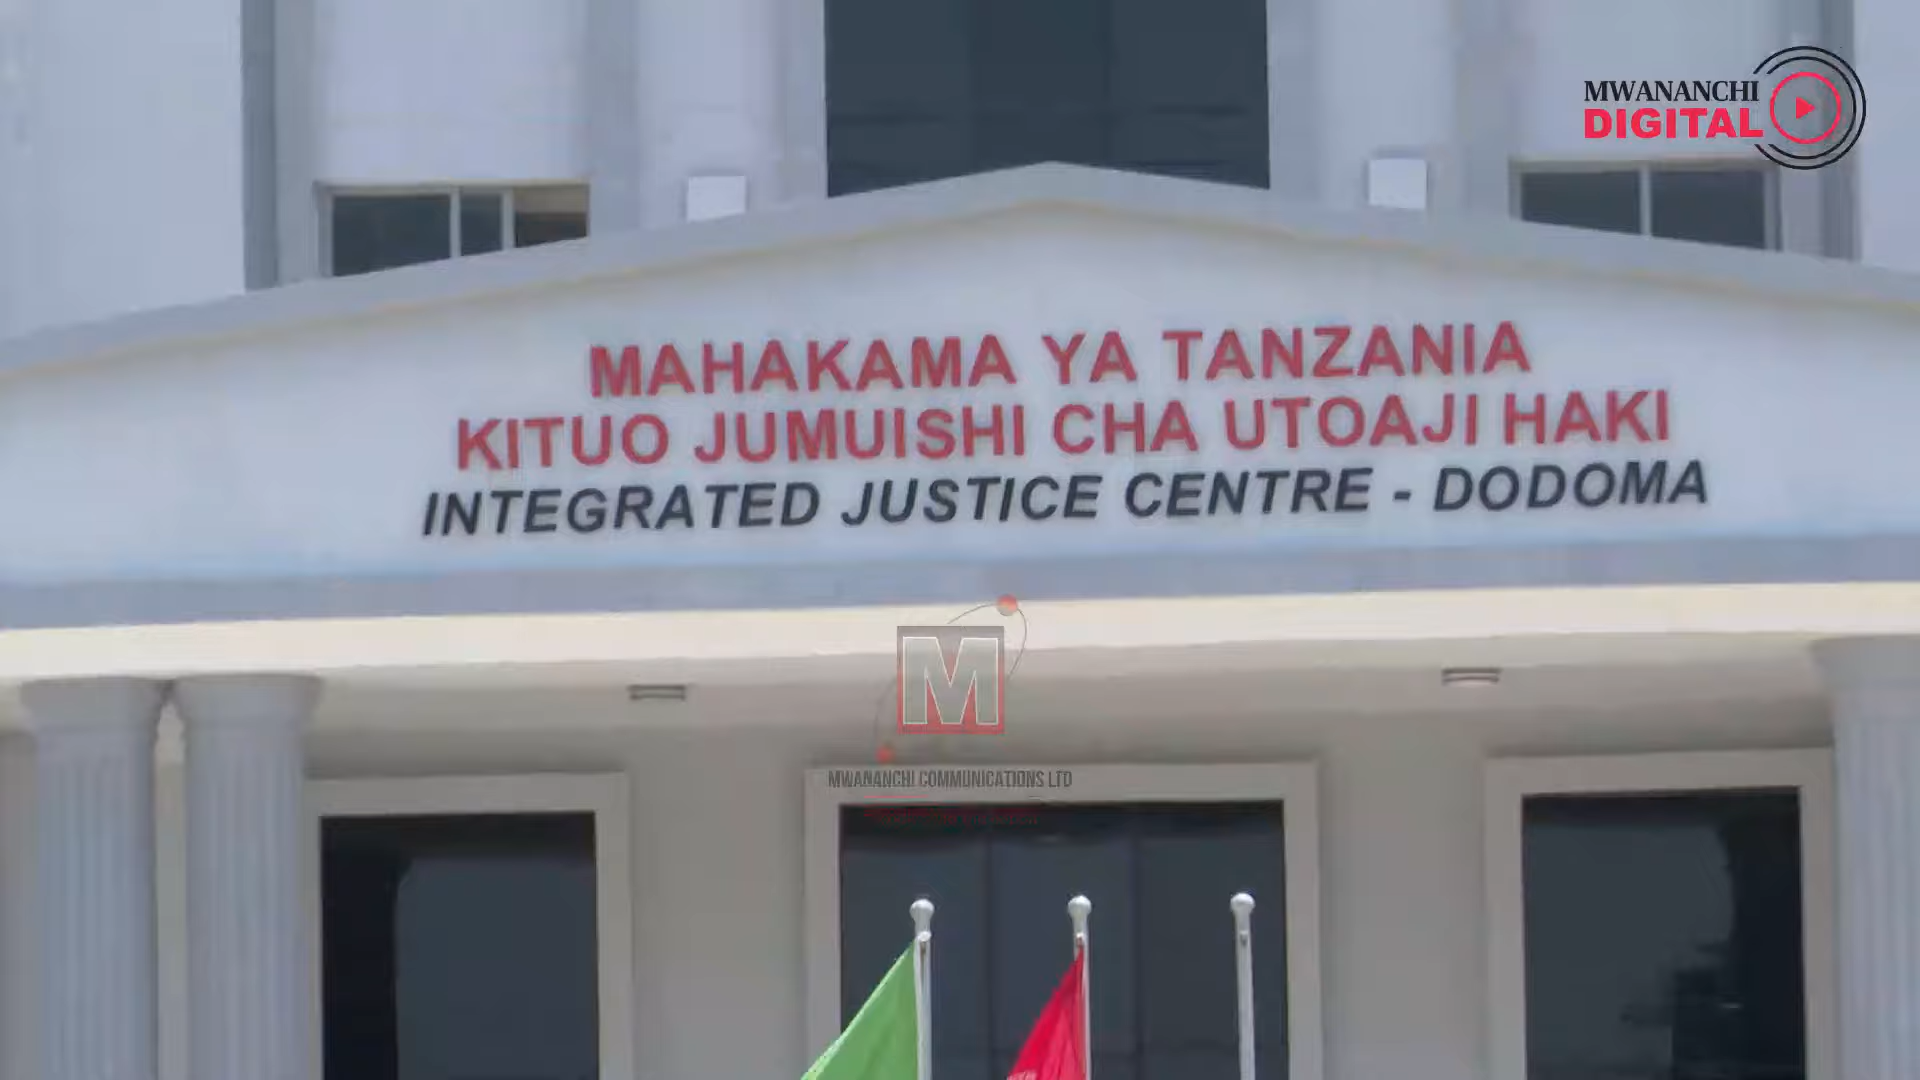 MWANANCHI
DIGITAL
MAHAKAMA YA TANZANIA
KITUO JUMUISHI CHA UTOAJI HAKI
INTEGRATED JUSTICE CENTRE - DODOMA
M
MWANANCHI COMMUNICATIONS LTD